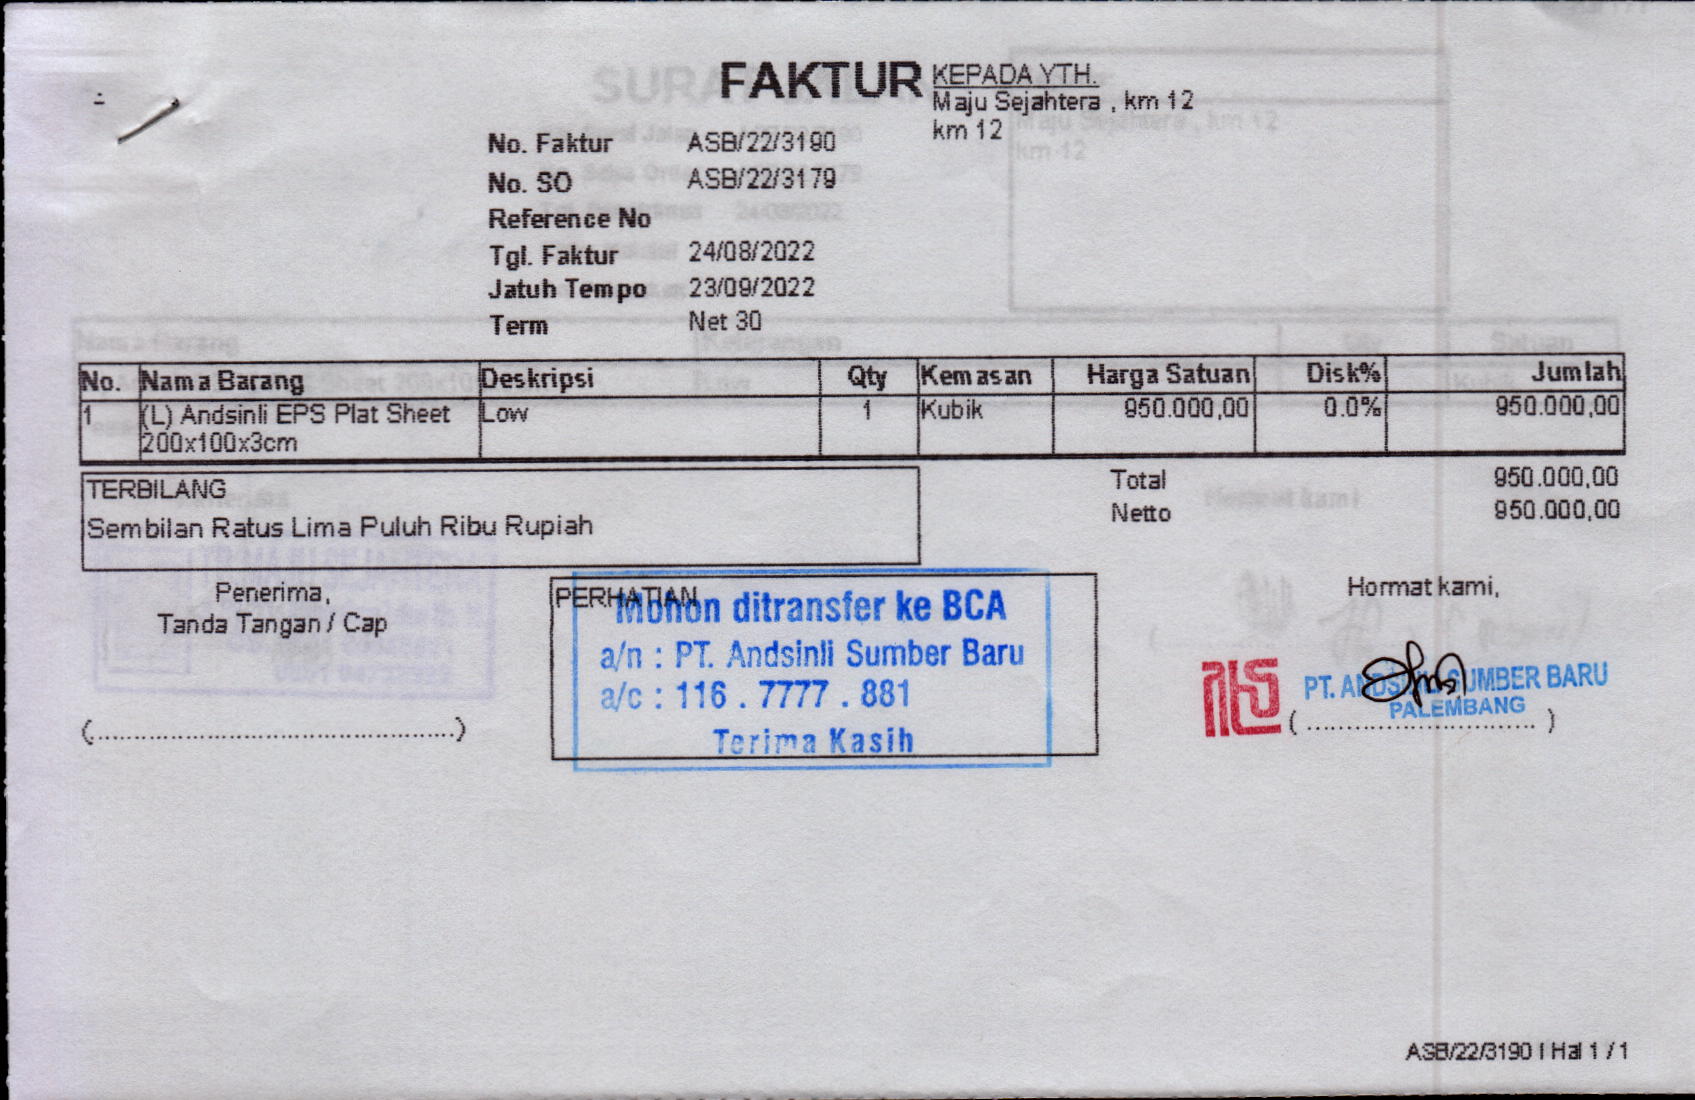 FAKTUR
KEPADA YTH.
Maju Sejahtera , km 12
km 12
No. Faktur ASB/22/3190
No. SO ASB/22/3179
Reference No
Tgl. Faktur 24/08/2022
Jatuh Tempo 23/09/2022
Term Net 30
No. Nama Barang Deskripsi Qty Kemasan Harga Satuan Disk% Jumlah
1 (L) Andsinli EPS Plat Sheet Low 1 Kubik 950.000,00 0.0% 950.000,00
200x100x3cm
TERBILANG
Sembilan Ratus Lima Puluh Ribu Rupiah
Total 950.000,00
Netto 950.000,00
Penerima,
Tanda Tangan / Cap
(................................................)
PERHATIAN
Mohon ditransfer ke BCA
a/n : PT. Andsinli Sumber Baru
a/c : 116 . 7777 . 881
Terima Kasih
Hormat kami,
PT. ANDSINLI SUMBER BARU
PALEMBANG
(..............................)
ASB/22/3190 | Hal 1 / 1